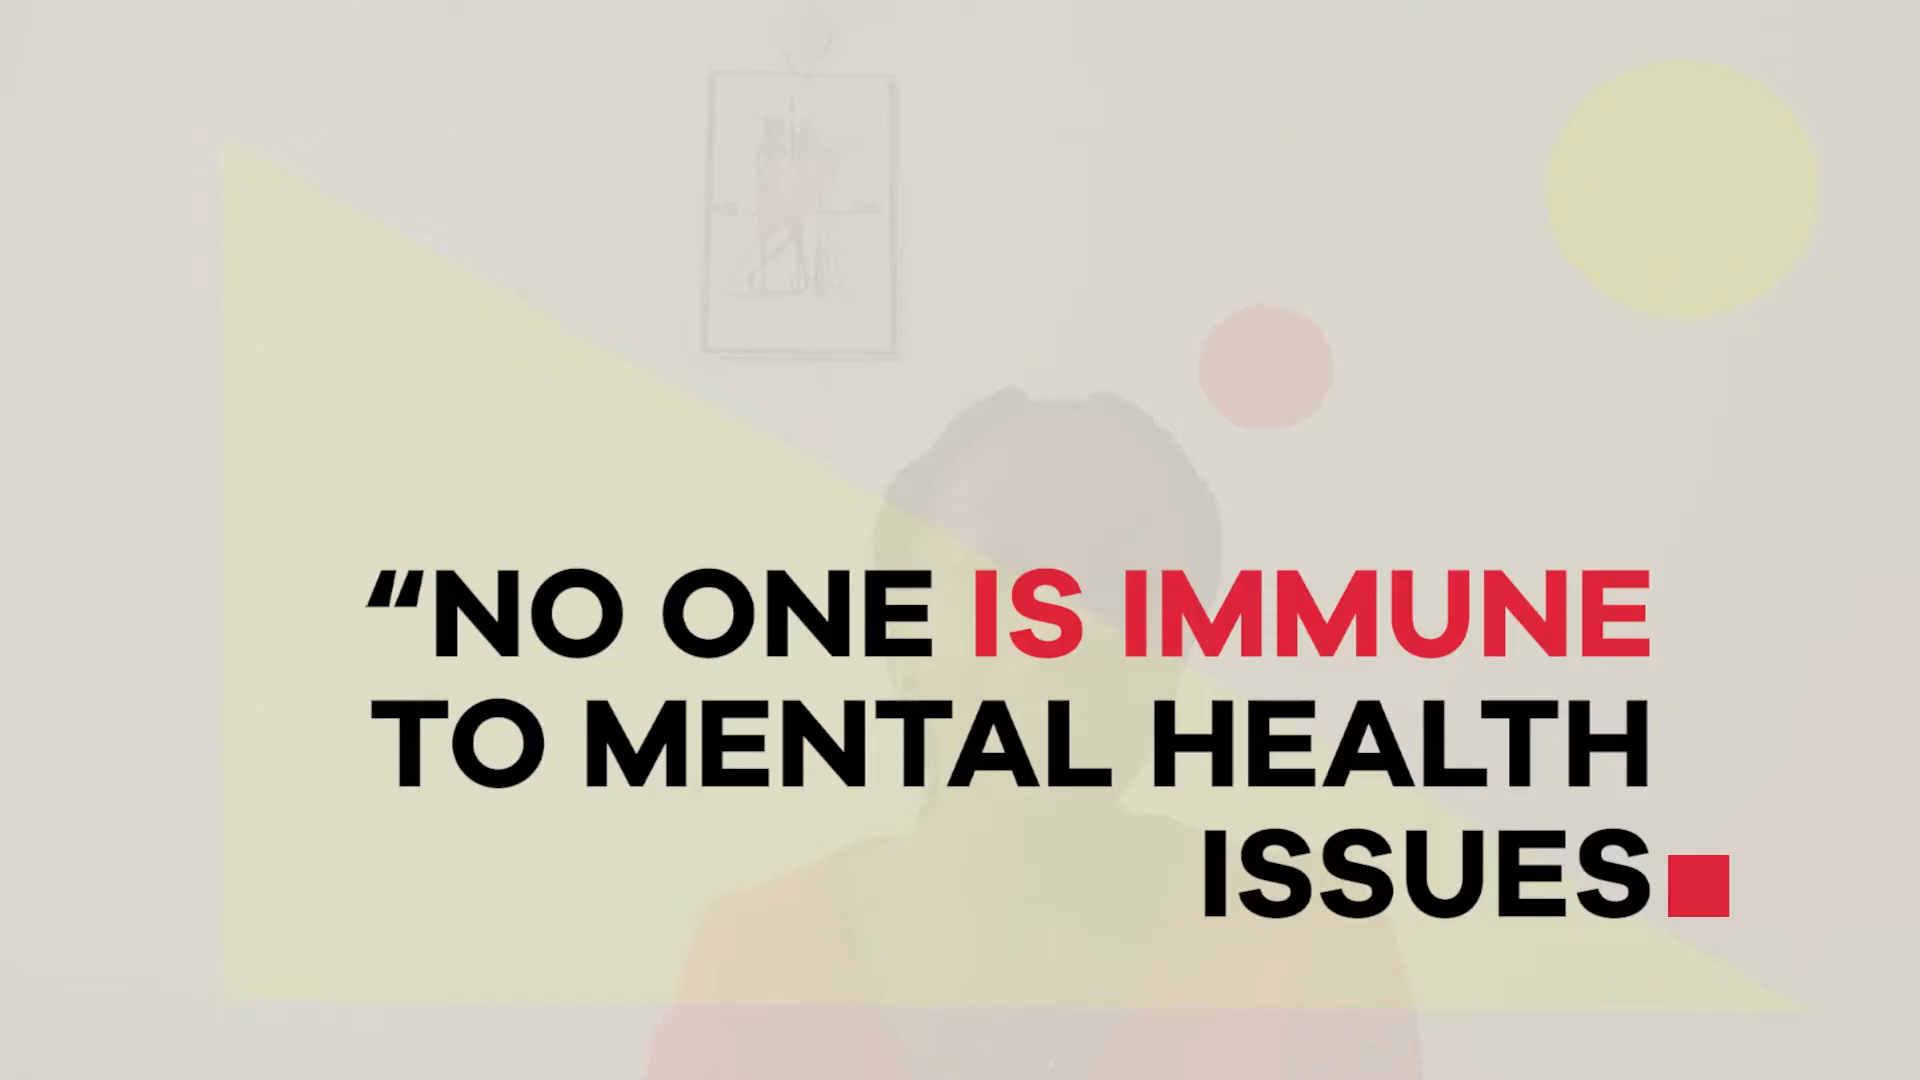 “NO ONE IS IMMUNE
TO MENTAL HEALTH
ISSUES